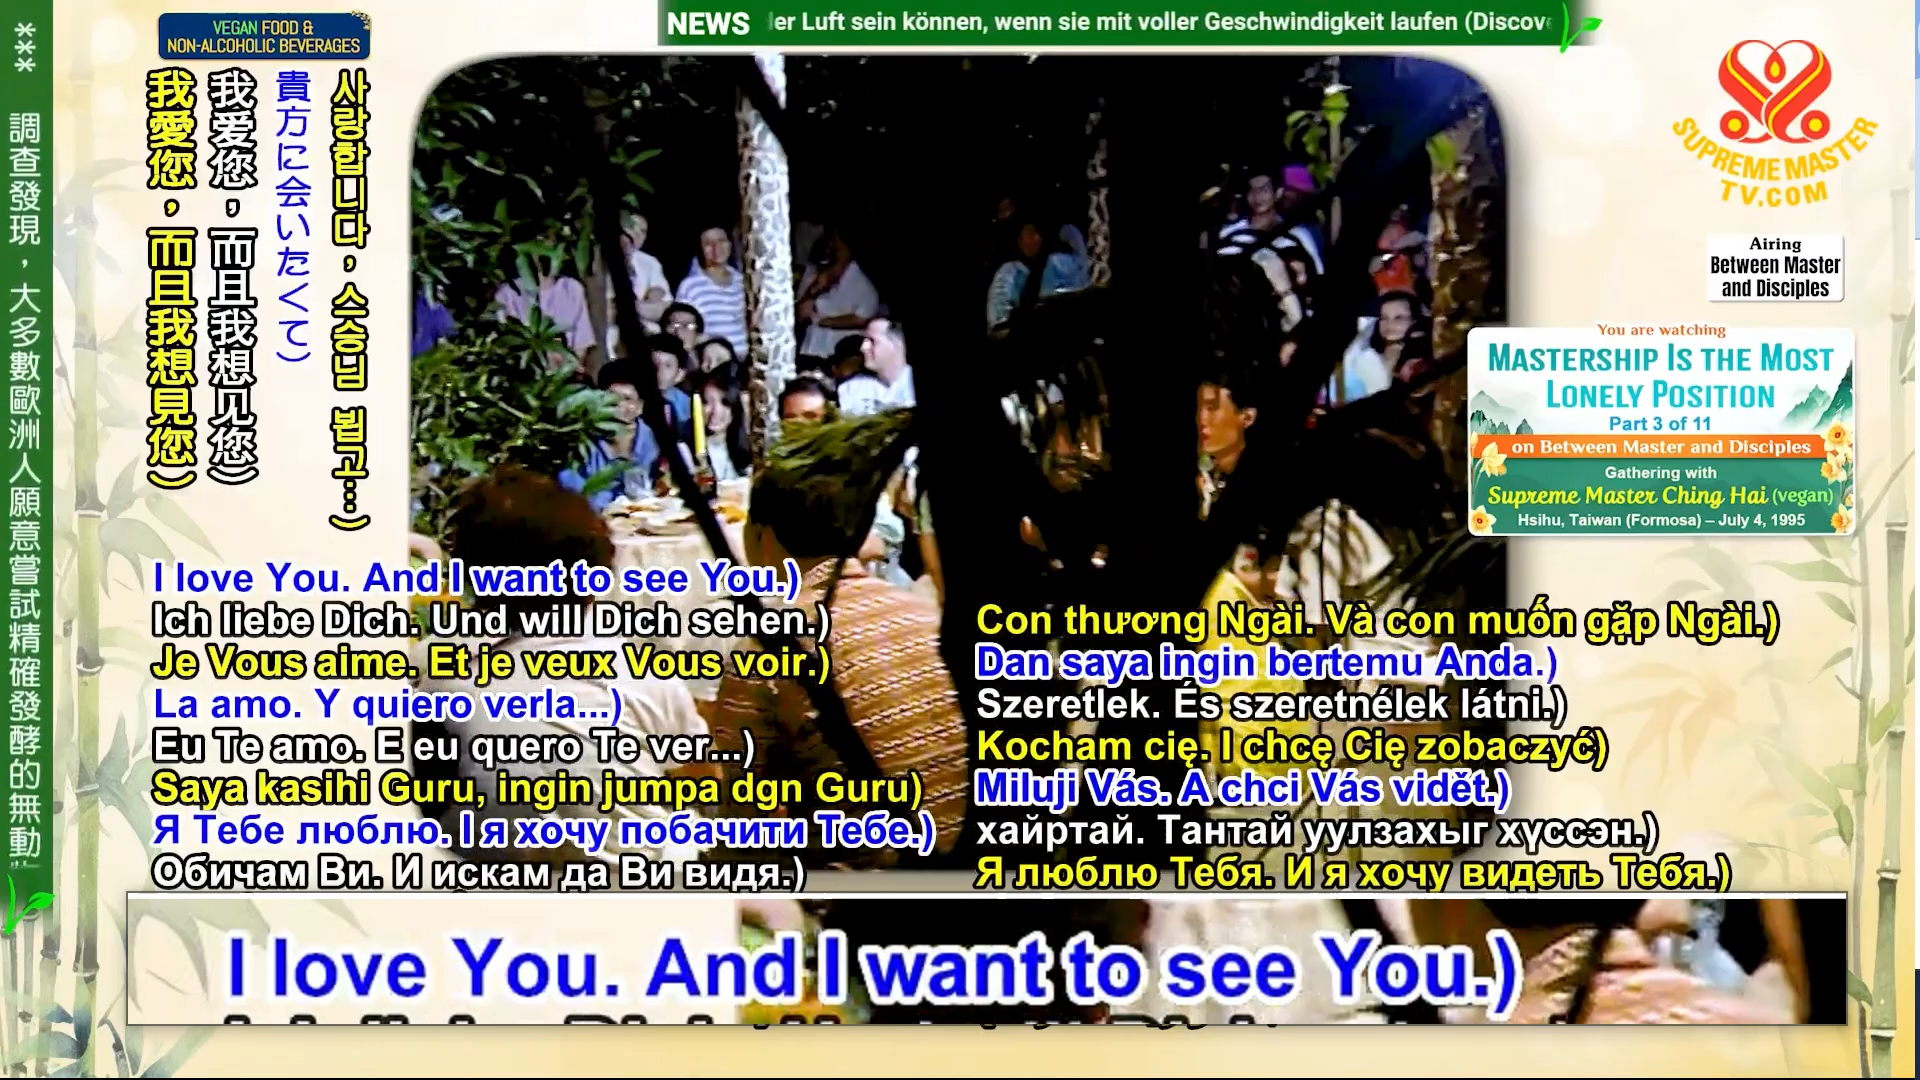 VEGAN FOOD &
NON-ALCOHOLIC BEVERAGES
NEWS
der Luft sein können, wenn sie mit voller Geschwindigkeit laufen (Discov
*** 調查發現，大多數歐洲人願意嘗試精確發酵的無動
사랑합니다, 스승님 뵙고…)
貴方に会いたくて)
我爱您，而且我想见您)
我愛您，而且我想見您)
SUPREME MASTER
TV.COM
Airing
Between Master
and Disciples
You are watching
MASTERSHIP IS THE MOST
LONELY POSITION
Part 3 of 11
on Between Master and Disciples
Gathering with
Supreme Master Ching Hai (vegan)
Hsihu, Taiwan (Formosa) – July 4, 1995
I love You. And I want to see You.)
Ich liebe Dich. Und will Dich sehen.)
Je Vous aime. Et je veux Vous voir.)
La amo. Y quiero verla...)
Eu Te amo. E eu quero Te ver...)
Saya kasihi Guru, ingin jumpa dgn Guru)
Я Тебе люблю. І я хочу побачити Тебе.)
Обичам Ви. И искам да Ви видя.)
Con thương Ngài. Và con muốn gặp Ngài.)
Dan saya ingin bertemu Anda.)
Szeretlek. És szeretnélek látni.)
Kocham cię. I chcę Cię zobaczyć)
Miluji Vás. A chci Vás vidět.)
хайртай. Тантай уулзахыг хүссэн.)
Я люблю Тебя. И я хочу видеть Тебя.)
I love You. And I want to see You.)